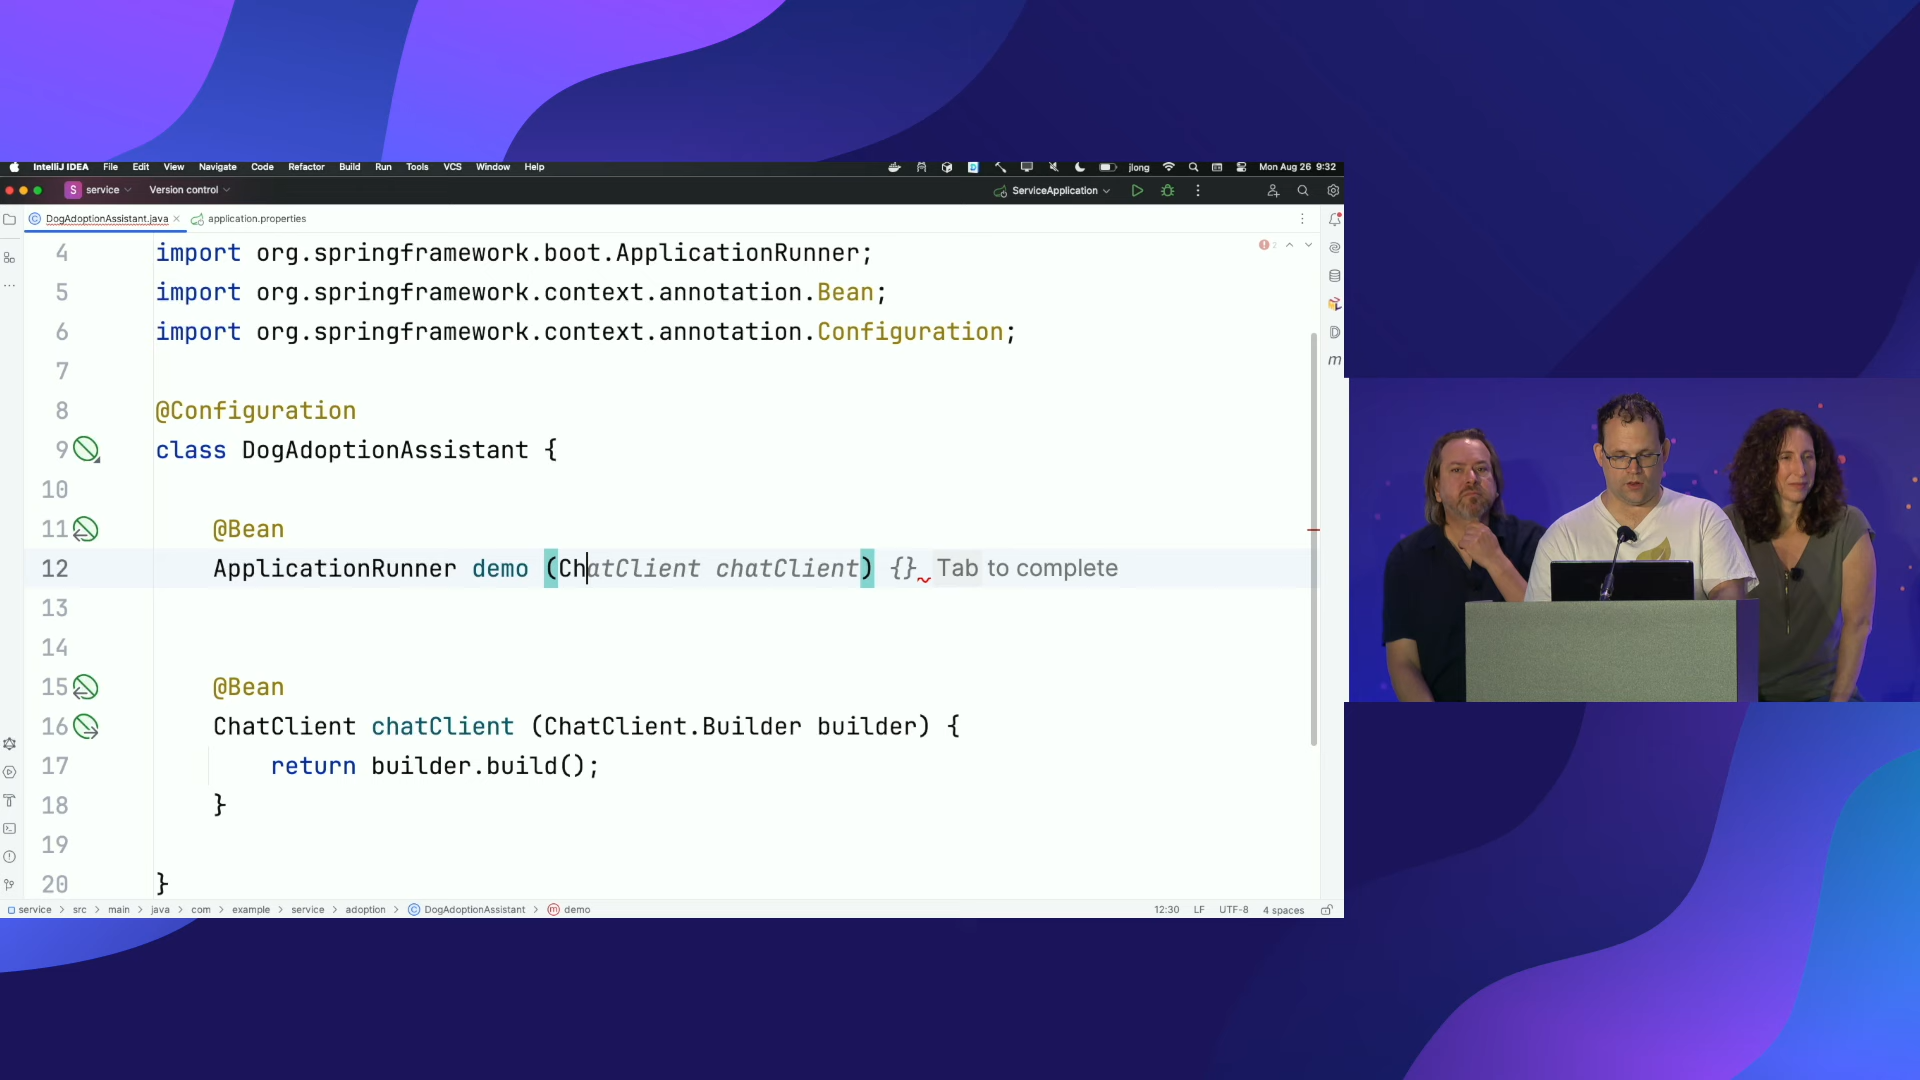 IntelliJ IDEA File Edit View Navigate Code Refactor Build Run Tools VCS Window Help jlong Mon Aug 26 9:32
S service Version control ServiceApplication
DogAdoptionAssistant.java application.properties
4 import org.springframework.boot.ApplicationRunner;
2
5 import org.springframework.context.annotation.Bean;
6 import org.springframework.context.annotation.Configuration;
7
8 @Configuration
9 class DogAdoptionAssistant {
10
11 @Bean
12 ApplicationRunner demo (ChatClient chatClient) {} Tab to complete
13
14
15 @Bean
16 ChatClient chatClient (ChatClient.Builder builder) {
17 return builder.build();
18 }
19
20 }
service > src > main > java > com > example > service > adoption > DogAdoptionAssistant > demo 12:30 LF UTF-8 4 spaces